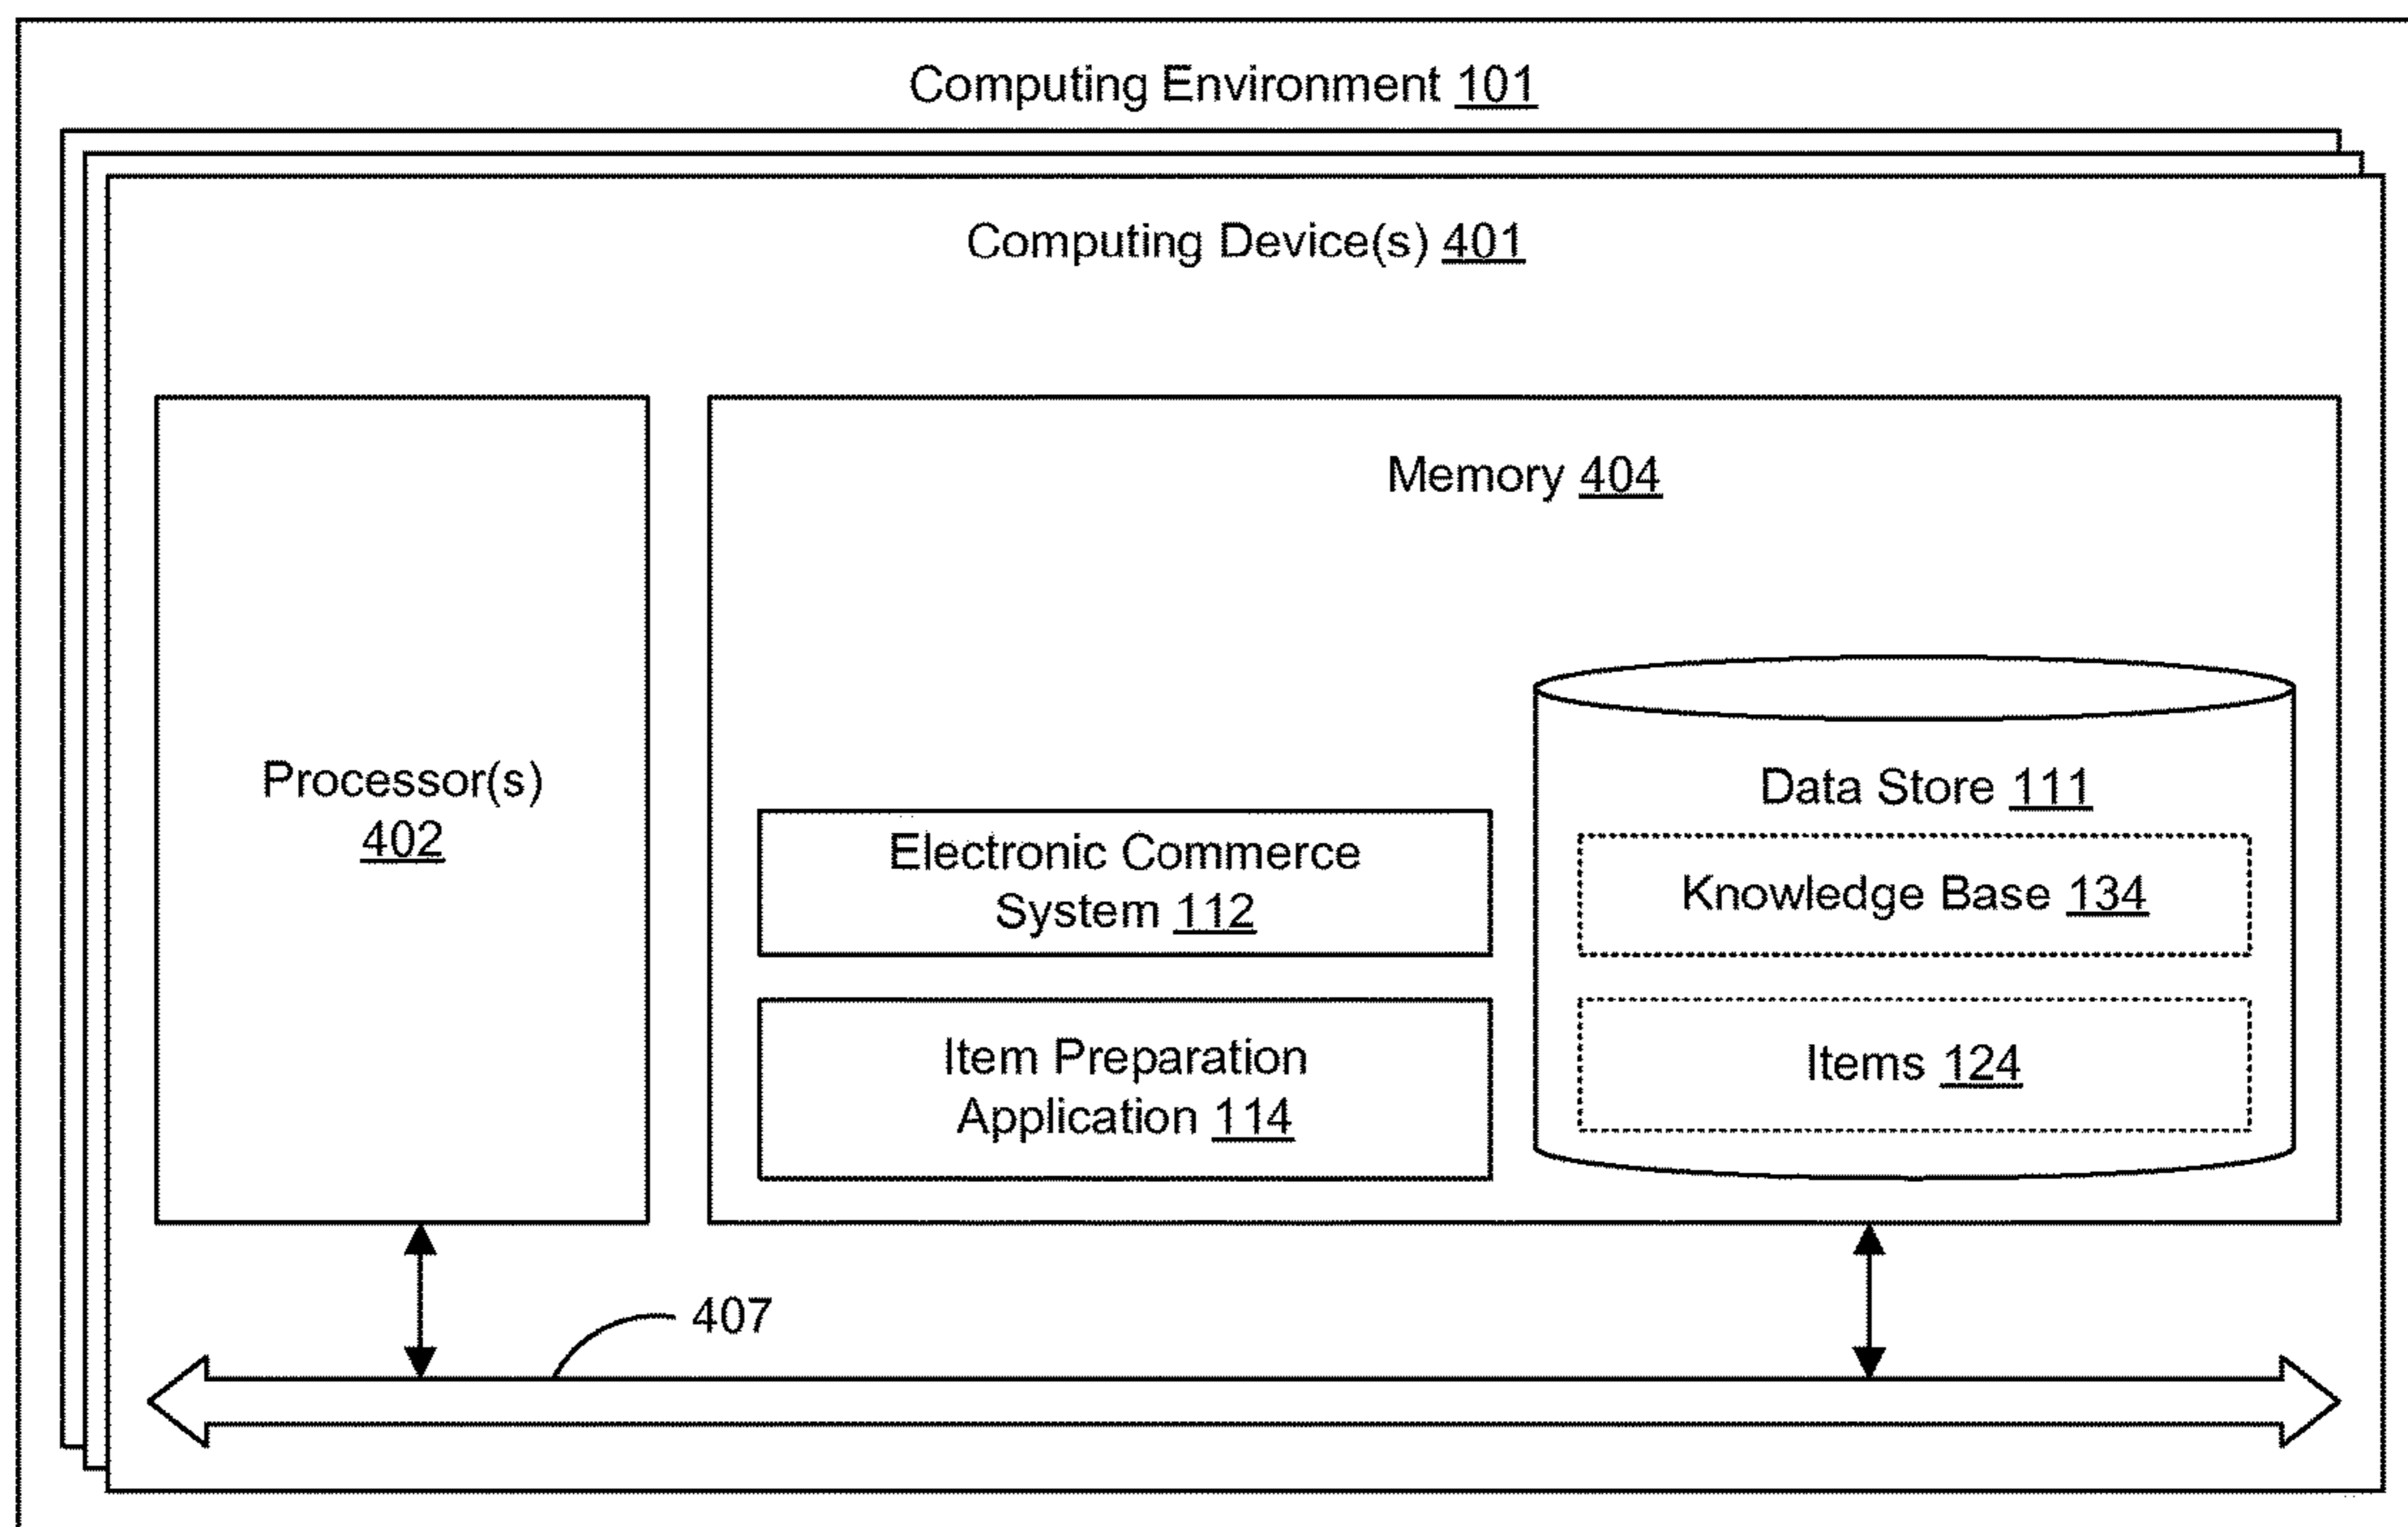 Computing Environment 101
Computing Device(s) 401
Memory 404
Processor(s)
402
Data Store 111
Electronic Commerce
System 112
Knowledge Base 134
Item Preparation
Application 114
Items 124
407